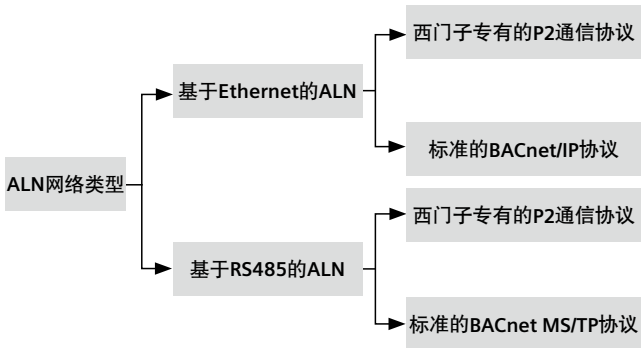 西门子专有的P2通信协议
基于Ethernet的ALN
标准的BACnet/IP协议
ALN网络类型
西门子专有的P2通信协议
基于RS485的ALN
标准的BACnet MS/TP协议